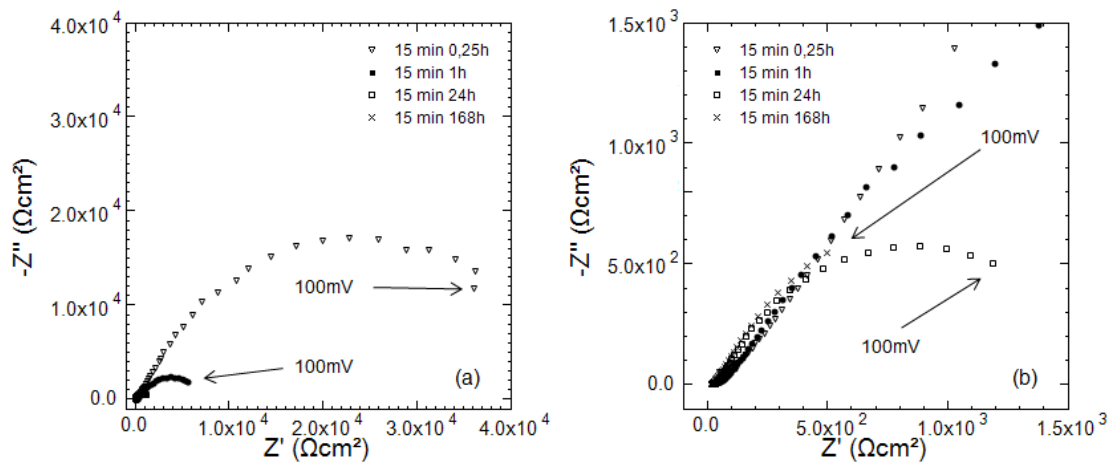 4.0x10⁴
3.0x10⁴
2.0x10⁴
1.0x10⁴
0.0
-Z'' (Ωcm²)
15 min 0,25h
15 min 1h
15 min 24h
15 min 168h
100mV
100mV
(a)
0.0
1.0x10⁴
2.0x10⁴
3.0x10⁴
4.0x10⁴
Z' (Ωcm²)
1.5x10³
1.0x10³
5.0x10²
0.0
-Z'' (Ωcm²)
15 min 0,25h
15 min 1h
15 min 24h
15 min 168h
100mV
100mV
(b)
0.0
5.0x10²
1.0x10³
1.5x10³
Z' (Ωcm²)